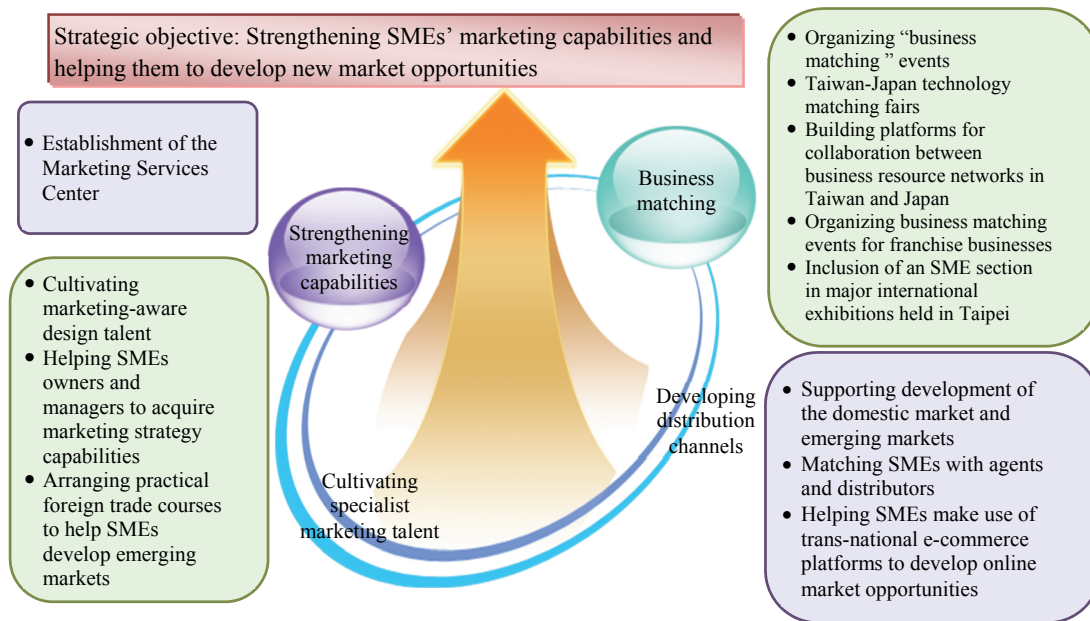 Strategic objective: Strengthening SMEs’ marketing capabilities and
helping them to develop new market opportunities
• Establishment of the
Marketing Services
Center
Strengthening
marketing
capabilities
Business
matching
• Organizing “business
matching ” events
• Taiwan-Japan technology
matching fairs
• Building platforms for
collaboration between
business resource networks in
Taiwan and Japan
• Organizing business matching
events for franchise businesses
• Inclusion of an SME section
in major international
exhibitions held in Taipei
• Cultivating
marketing-aware
design talent
• Helping SMEs
owners and
managers to acquire
marketing strategy
capabilities
• Arranging practical
foreign trade courses
to help SMEs
develop emerging
markets
Cultivating
specialist
marketing talent
Developing
distribution
channels
• Supporting development of
the domestic market and
emerging markets
• Matching SMEs with agents
and distributors
• Helping SMEs make use of
trans-national e-commerce
platforms to develop online
market opportunities